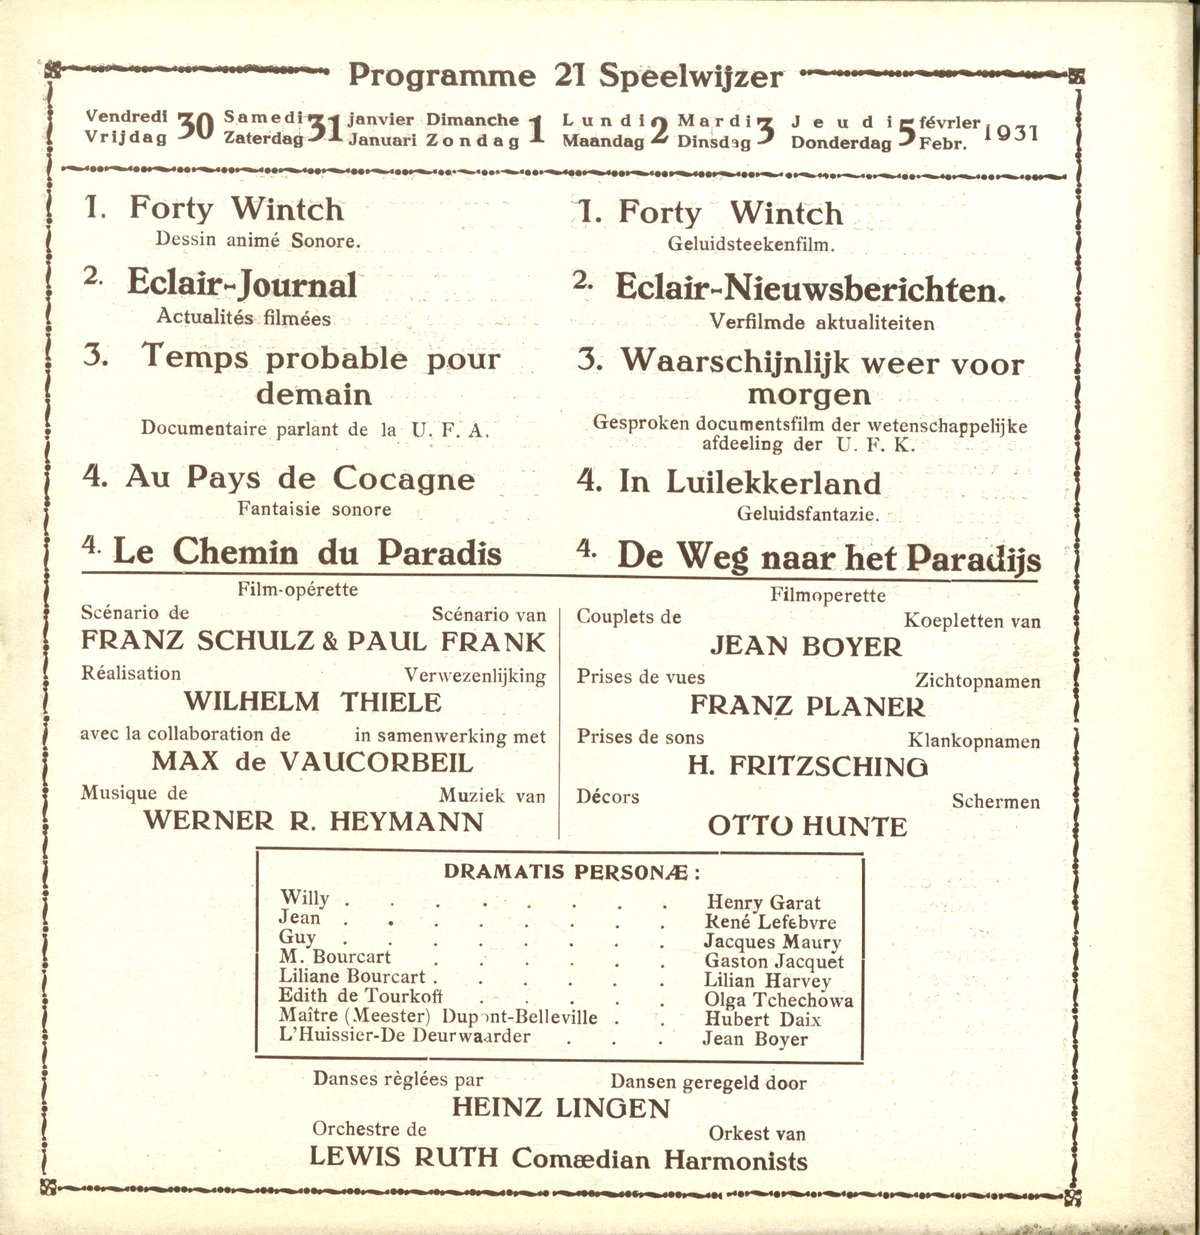 Programme 21 Speelwijzer
Vendredi 30 Samedi 31 janvier Dimanche 1 Lundi 2 Mardi 3 Jeudi 5 févrler 1931
Vrijdag Zaterdag Januari Zondag Maandag Dinsdag Donderdag Febr.
1. Forty Wintch
Dessin animé Sonore.
2. Eclair-Journal
Actualités filmées
3. Temps probable pour
demain
Documentaire parlant de la U. F. A.
4. Au Pays de Cocagne
Fantaisie sonore
4. Le Chemin du Paradis
1. Forty Wintch
Geluidsteekenfilm.
2. Eclair-Nieuwsberichten.
Verfilmde aktualiteiten
3. Waarschijnlijk weer voor
morgen
Gesproken documentsfilm der wetenschappelijke
afdeeling der U. F. K.
4. In Luilekkerland
Geluidsfantazie.
4. De Weg naar het Paradijs
Film-opérette
Scénario de Scénario van
FRANZ SCHULZ & PAUL FRANK
Réalisation Verwezenlijking
WILHELM THIELE
avec la collaboration de in samenwerking met
MAX de VAUCORBEIL
Musique de Muziek van
WERNER R. HEYMANN
Filmoperette
Couplets de Koepletten van
JEAN BOYER
Prises de vues Zichtopnamen
FRANZ PLANER
Prises de sons Klankopnamen
H. FRITZSCHING
Décors Schermen
OTTO HUNTE
DRAMATIS PERSONÆ :
Willy . . . . . . . . Henry Garat
Jean . . . . . . . . René Lefebvre
Guy . . . . . . . . Jacques Maury
M. Bourcart . . . . . . Gaston Jacquet
Liliane Bourcart . . . . . . Lilian Harvey
Edith de Tourkoff . . . . . Olga Tchechowa
Maître (Meester) Dupont-Belleville . . Hubert Daix
L'Huissier-De Deurwaarder . . . Jean Boyer
Danses règlées par Dansen geregeld door
HEINZ LINGEN
Orchestre de Orkest van
LEWIS RUTH Comædian Harmonists